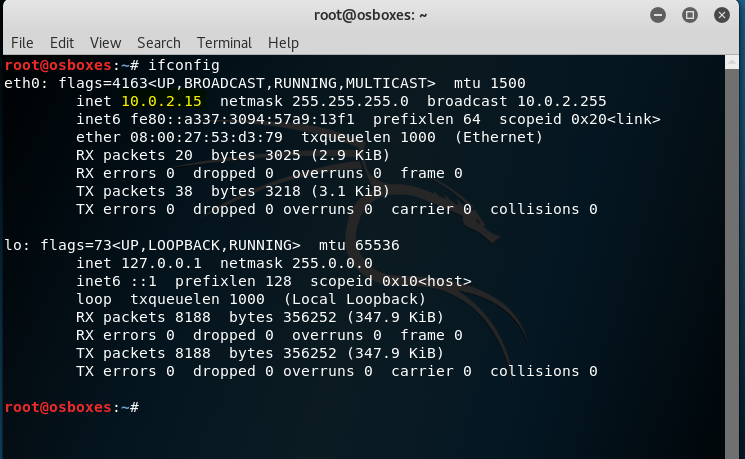 root@osboxes: ~
File Edit View Search Terminal Help
root@osboxes:~# ifconfig
eth0: flags=4163<UP,BROADCAST,RUNNING,MULTICAST>  mtu 1500
        inet 10.0.2.15  netmask 255.255.255.0  broadcast 10.0.2.255
        inet6 fe80::a337:3094:57a9:13f1  prefixlen 64  scopeid 0x20<link>
        ether 08:00:27:53:d3:79  txqueuelen 1000  (Ethernet)
        RX packets 20  bytes 3025 (2.9 KiB)
        RX errors 0  dropped 0  overruns 0  frame 0
        TX packets 38  bytes 3218 (3.1 KiB)
        TX errors 0  dropped 0 overruns 0  carrier 0  collisions 0
lo: flags=73<UP,LOOPBACK,RUNNING>  mtu 65536
        inet 127.0.0.1  netmask 255.0.0.0
        inet6 ::1  prefixlen 128  scopeid 0x10<host>
        loop  txqueuelen 1000  (Local Loopback)
        RX packets 8188  bytes 356252 (347.9 KiB)
        RX errors 0  dropped 0  overruns 0  frame 0
        TX packets 8188  bytes 356252 (347.9 KiB)
        TX errors 0  dropped 0 overruns 0  carrier 0  collisions 0
root@osboxes:~#